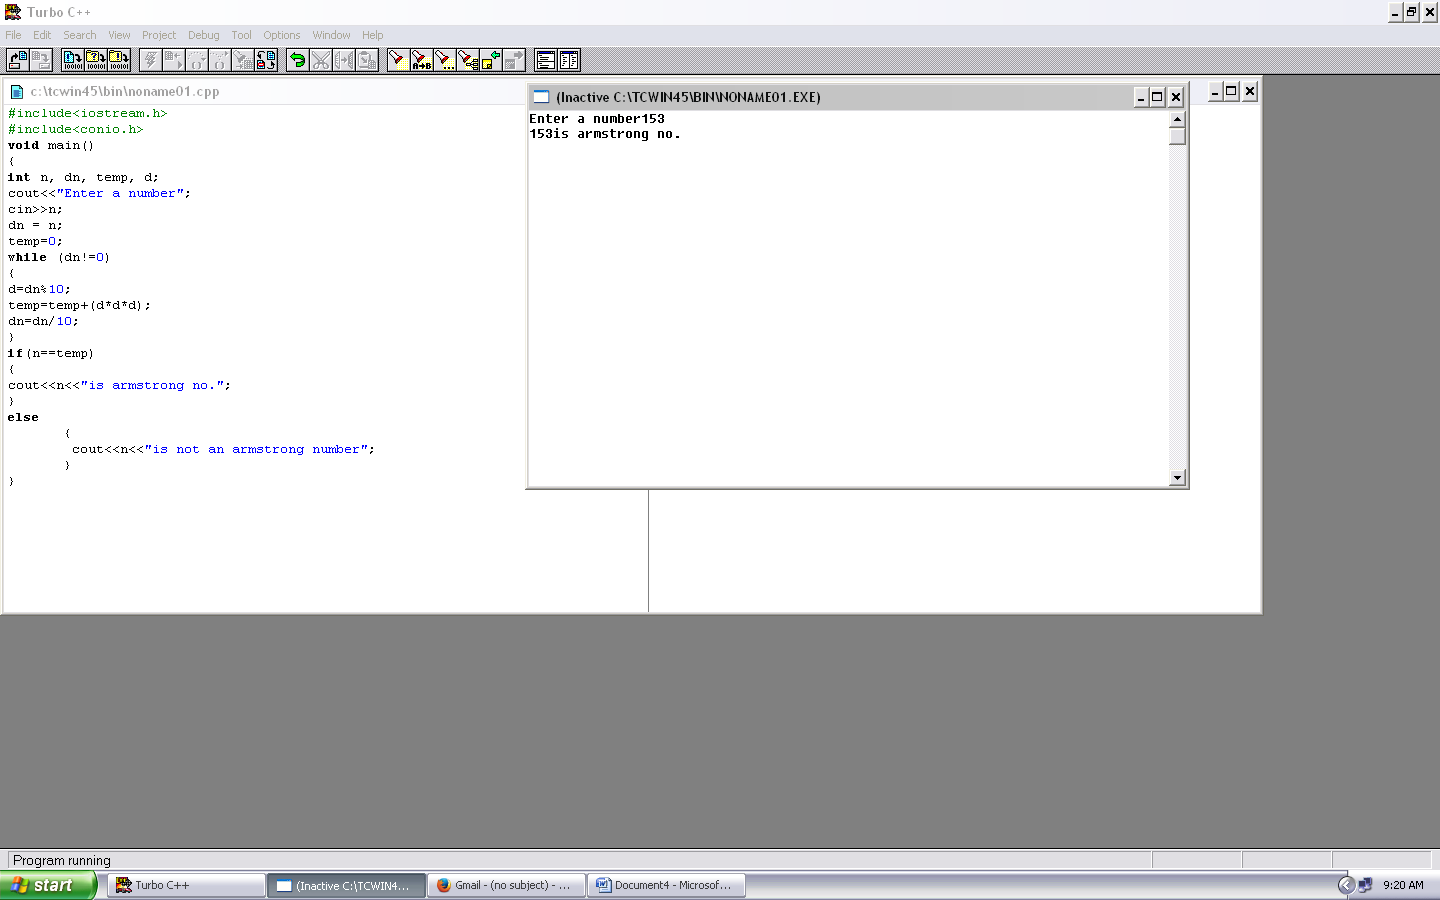 Turbo C++
File Edit Search View Project Debug Tool Options Window Help
c:\tcwin45\bin\noname01.cpp
#include<iostream.h>
#include<conio.h>
void main()
{
int n, dn, temp, d;
cout<<"Enter a number";
cin>>n;
dn = n;
temp=0;
while (dn!=0)
{
d=dn%10;
temp=temp+(d*d*d);
dn=dn/10;
}
if(n==temp)
{
cout<<n<<"is armstrong no.";
}
else
{
cout<<n<<"is not an armstrong number";
}
}
(Inactive C:\TCWIN45\BIN\NONAME01.EXE)
Enter a number153
153is armstrong no.
Program running
start Turbo C++ (Inactive C:\TCWIN4... Gmail - (no subject) - ... Document4 - Microsof... 9:20 AM